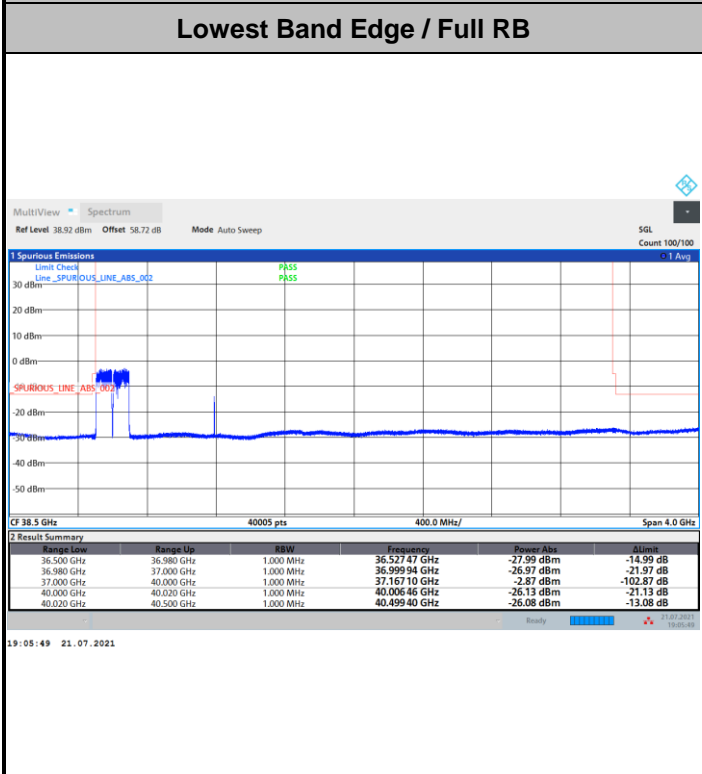 Lowest Band Edge / Full RB
MultiView Spectrum
Ref Level 38.92 dBm Offset 58.72 dB Mode Auto Sweep SGL
Count 100/100
1 Spurious Emissions 1 Avg
Limit Check PASS
Line _SPURIOUS_LINE_ABS_002 PASS
30 dBm
20 dBm
10 dBm
0 dBm
_SPURIOUS_LINE_ABS_002
-20 dBm
-30 dBm
-40 dBm
-50 dBm
CF 38.5 GHz 40005 pts 400.0 MHz/ Span 4.0 GHz
2 Result Summary
Range Low Range Up RBW Frequency Power Abs ΔLimit
36.500 GHz 36.980 GHz 1.000 MHz 36.527 47 GHz -27.99 dBm -14.99 dB
36.980 GHz 37.000 GHz 1.000 MHz 36.999 94 GHz -26.97 dBm -21.97 dB
37.000 GHz 40.000 GHz 1.000 MHz 37.167 10 GHz -2.87 dBm -102.87 dB
40.000 GHz 40.020 GHz 1.000 MHz 40.006 46 GHz -26.13 dBm -21.13 dB
40.020 GHz 40.500 GHz 1.000 MHz 40.499 40 GHz -26.08 dBm -13.08 dB
Ready 21.07.2021
19:05:49
19:05:49 21.07.2021